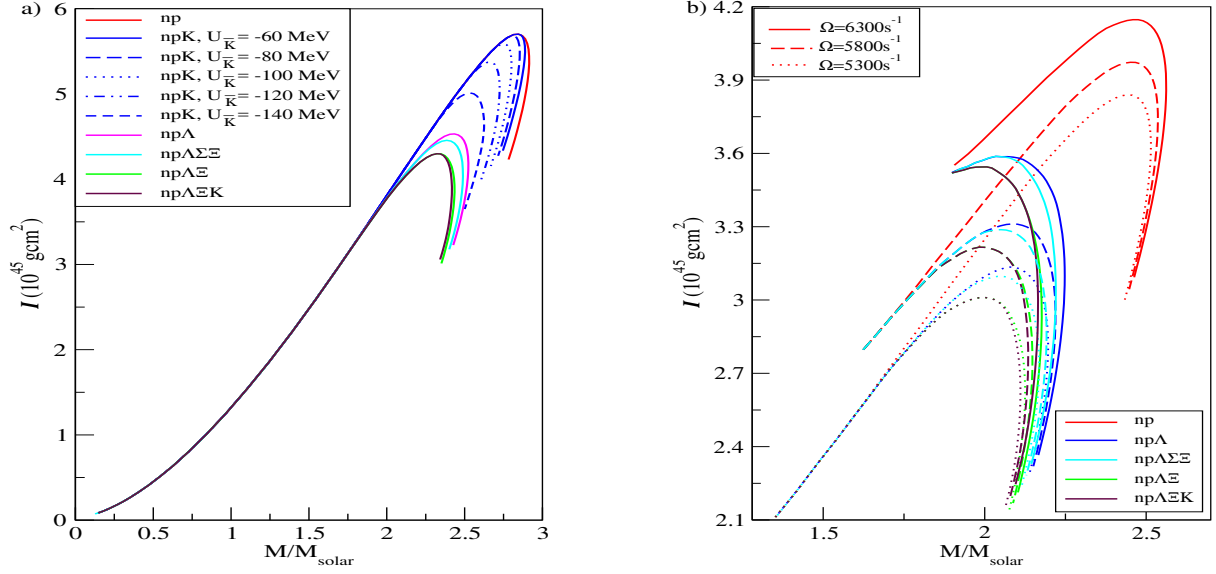 a)
np
npK, U_K̅= -60 MeV
npK, U_K̅= -80 MeV
npK, U_K̅= -100 MeV
npK, U_K̅= -120 MeV
npK, U_K̅= -140 MeV
npΛ
npΛΣΞ
npΛΞ
npΛΞK
6
5
4
3
2
1
0
I (10^45 gcm^2)
0 0.5 1 1.5 2 2.5 3
M/M_solar
b)
Ω=6300s^-1
Ω=5800s^-1
Ω=5300s^-1
4.2
3.9
3.6
3.3
3
2.7
2.4
2.1
I (10^45 gcm^2)
np
npΛ
npΛΣΞ
npΛΞ
npΛΞK
1.5 2 2.5
M/M_solar